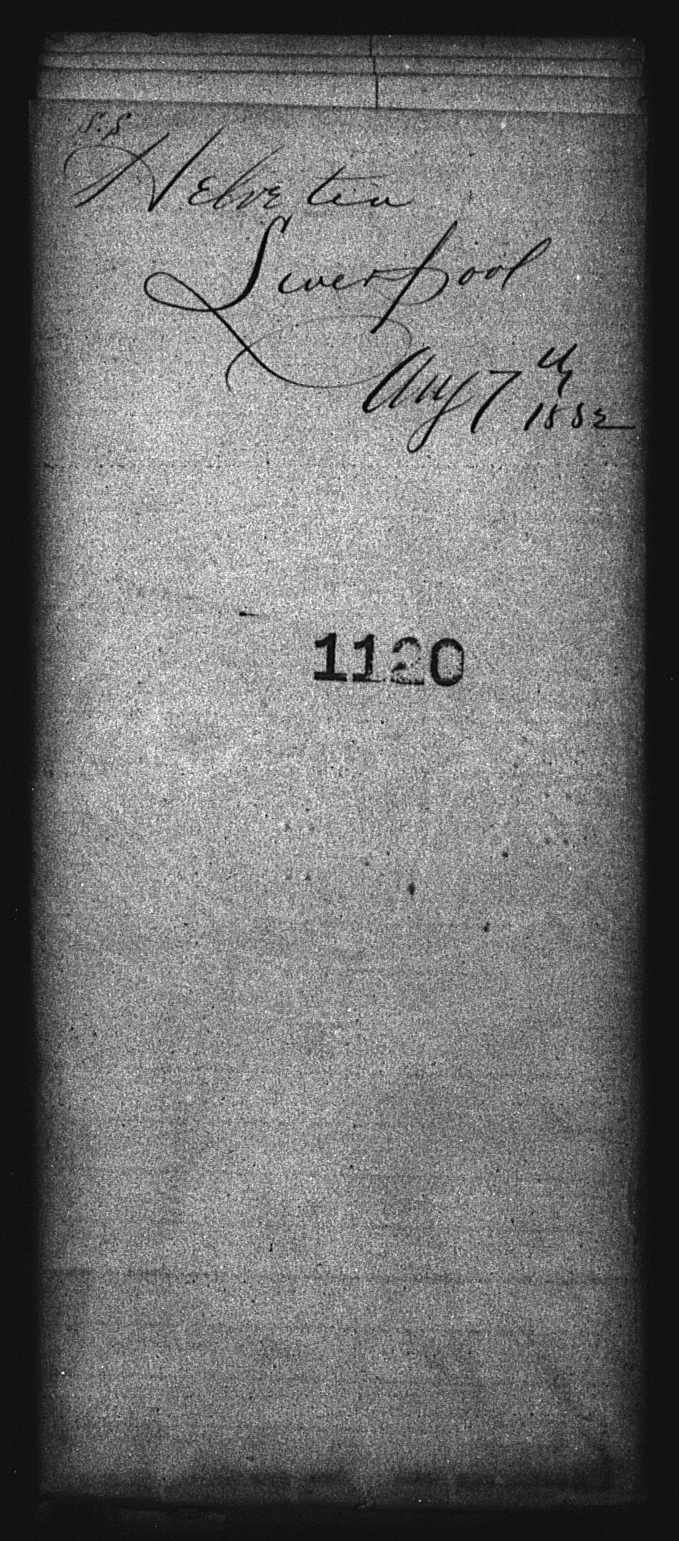 S.S
Helvetia
Liverpool
Aug 7th
1882
1120